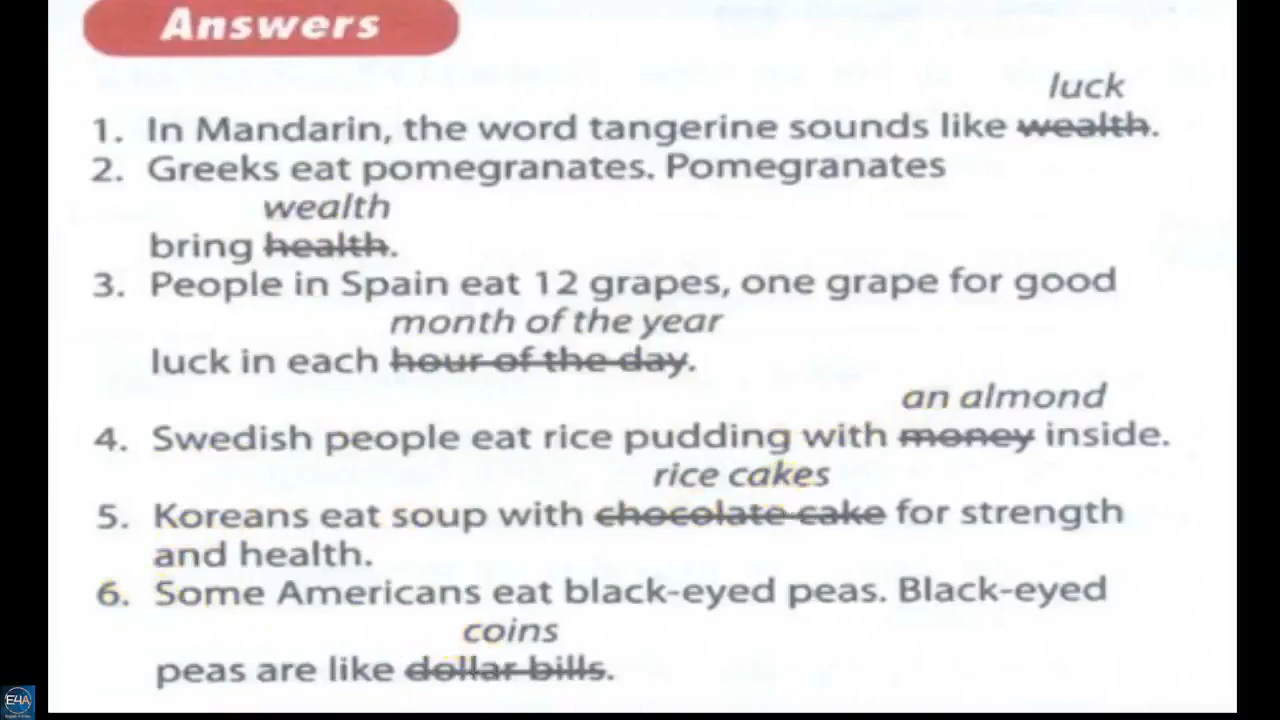 Answers
luck
1. In Mandarin, the word tangerine sounds like wealth.
2. Greeks eat pomegranates. Pomegranates
wealth
bring health.
3. People in Spain eat 12 grapes, one grape for good
month of the year
luck in each hour of the day.
an almond
4. Swedish people eat rice pudding with money inside.
rice cakes
5. Koreans eat soup with chocolate cake for strength
and health.
6. Some Americans eat black-eyed peas. Black-eyed
coins
peas are like dollar bills.
E4A